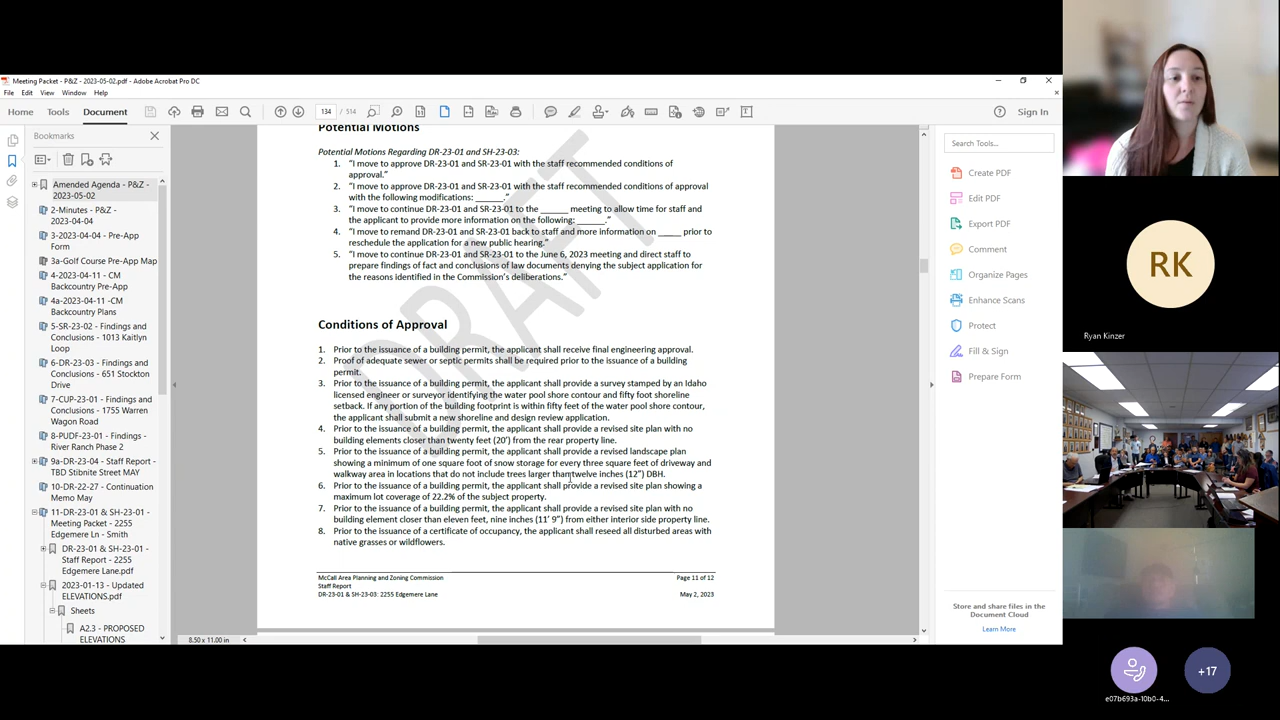 Meeting Packet - P&Z - 2023-05-02.pdf - Adobe Acrobat Pro DC
File Edit View Window Help
Home Tools Document 134 / 514 Sign In
Bookmarks
Amended Agenda - P&Z -
2023-05-02
2-Minutes - P&Z -
2023-04-04
3-2023-04-04 - Pre-App
Form
3a-Golf Course Pre-App Map
4-2023-04-11 - CM
Backcountry Pre-App
4a-2023-04-11 -CM
Backcountry Plans
5-SR-23-02 - Findings and
Conclusions - 1013 Kaitlyn
Loop
6-DR-23-03 - Findings and
Conclusions - 651 Stockton
Drive
7-CUP-23-01 - Findings and
Conclusions - 1755 Warren
Wagon Road
8-PUDF-23-01 - Findings -
River Ranch Phase 2
9a-DR-23-04 - Staff Report -
TBD Stibnite Street MAY
10-DR-22-27 - Continuation
Memo May
11-DR-23-01 & SH-23-01 -
Meeting Packet - 2255
Edgemere Ln - Smith
DR-23-01 & SH-23-01 -
Staff Report - 2255
Edgemere Lane.pdf
2023-01-13 - Updated
ELEVATIONS.pdf
Sheets
A2.3 - PROPOSED
ELEVATIONS
DRAFT
Potential Motions
Potential Motions Regarding DR-23-01 and SH-23-03:
1. “I move to approve DR-23-01 and SR-23-01 with the staff recommended conditions of
approval.”
2. “I move to approve DR-23-01 and SR-23-01 with the staff recommended conditions of approval
with the following modifications: ______.”
3. “I move to continue DR-23-01 and SR-23-01 to the ______ meeting to allow time for staff and
the applicant to provide more information on the following: ______.”
4. “I move to remand DR-23-01 and SR-23-01 back to staff and more information on _____ prior to
reschedule the application for a new public hearing.”
5. “I move to continue DR-23-01 and SR-23-01 to the June 6, 2023 meeting and direct staff to
prepare findings of fact and conclusions of law documents denying the subject application for
the reasons identified in the Commission’s deliberations.”
Conditions of Approval
1. Prior to the issuance of a building permit, the applicant shall receive final engineering approval.
2. Proof of adequate sewer or septic permits shall be required prior to the issuance of a building
permit.
3. Prior to the issuance of a building permit, the applicant shall provide a survey stamped by an Idaho
licensed engineer or surveyor identifying the water pool shore contour and fifty foot shoreline
setback. If any portion of the building footprint is within fifty feet of the water pool shore contour,
the applicant shall submit a new shoreline and design review application.
4. Prior to the issuance of a building permit, the applicant shall provide a revised site plan with no
building elements closer than twenty feet (20’) from the rear property line.
5. Prior to the issuance of a building permit, the applicant shall provide a revised landscape plan
showing a minimum of one square foot of snow storage for every three square feet of driveway and
walkway area in locations that do not include trees larger than twelve inches (12”) DBH.
6. Prior to the issuance of a building permit, the applicant shall provide a revised site plan showing a
maximum lot coverage of 22.2% of the subject property.
7. Prior to the issuance of a building permit, the applicant shall provide a revised site plan with no
building element closer than eleven feet, nine inches (11’ 9”) from either interior side property line.
8. Prior to the issuance of a certificate of occupancy, the applicant shall reseed all disturbed areas with
native grasses or wildflowers.
McCall Area Planning and Zoning Commission Page 11 of 12
Staff Report
DR-23-01 & SH-23-03: 2255 Edgemere Lane May 2, 2023
8.50 x 11.00 in
Search Tools...
Create PDF
Edit PDF
Export PDF
Comment
Organize Pages
Enhance Scans
Protect
Fill & Sign
Prepare Form
Store and share files in the
Document Cloud
Learn More
RK
Ryan Kinzer
+17
e07b693a-10b0-4...